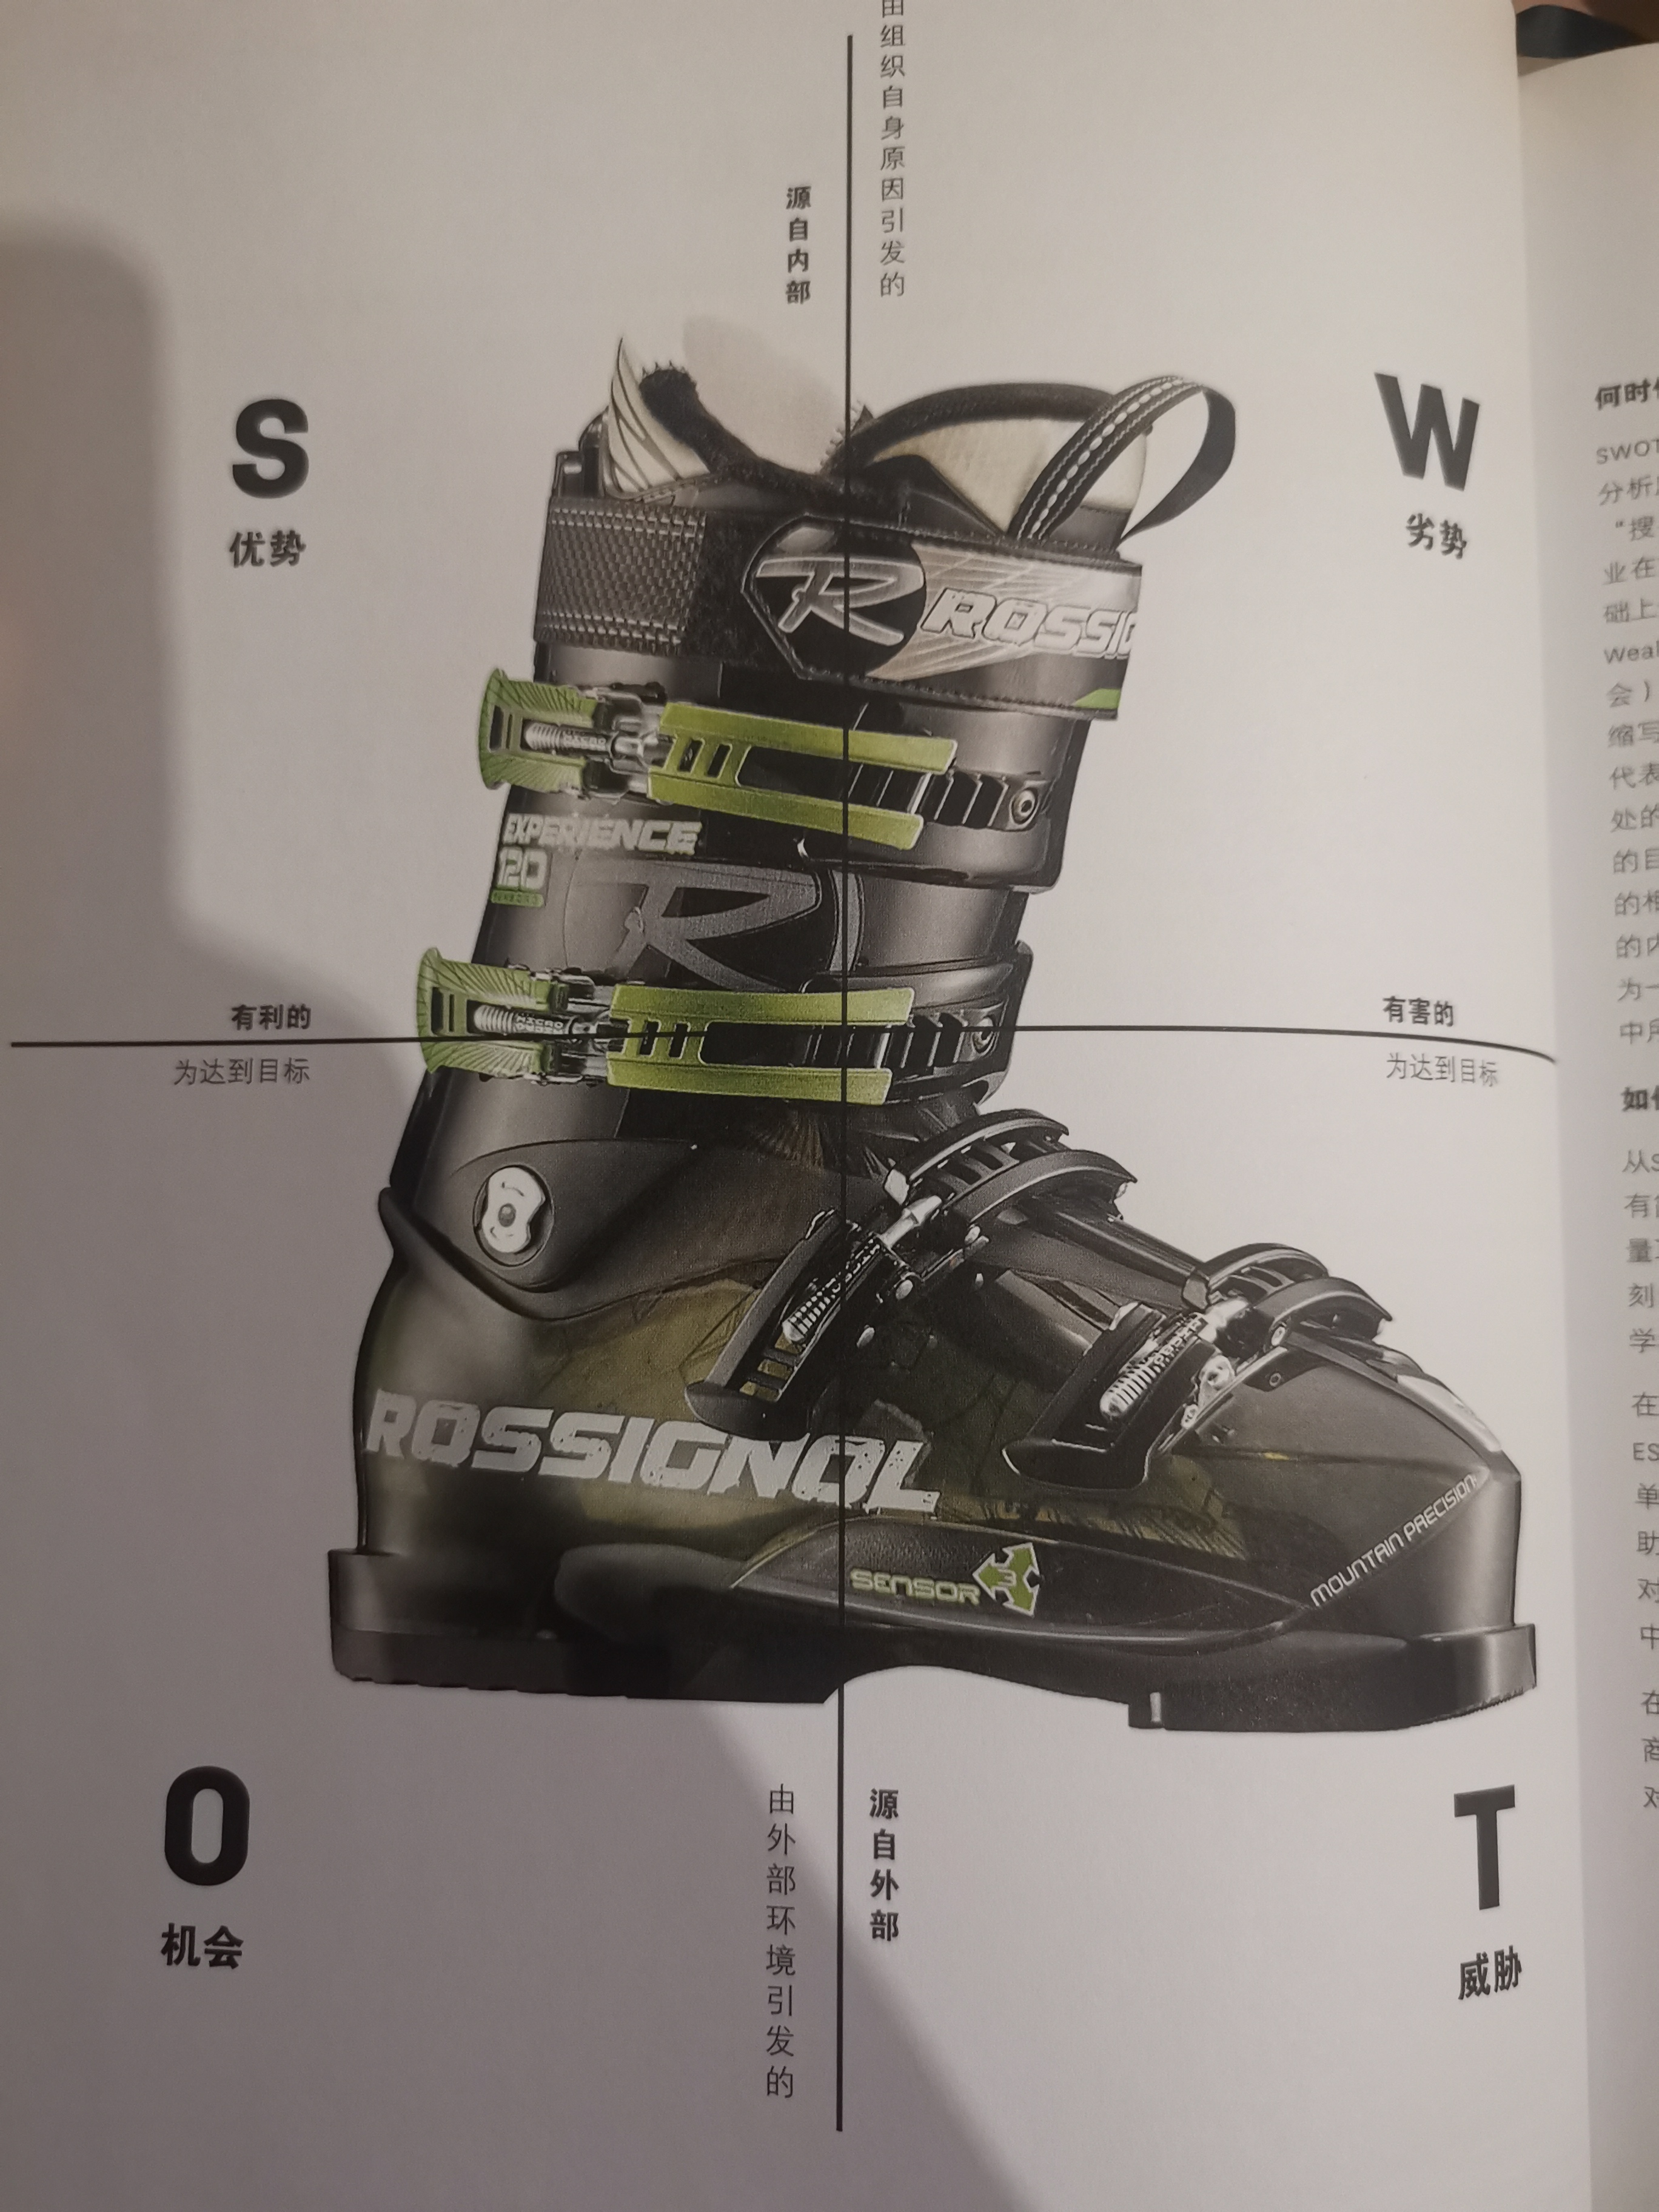 由组织自身原因引发的
源自内部
S
优势
W
劣势
R ROSSIG
EXPERIENCE
120
R
有利的
为达到目标
有害的
为达到目标
ROSSIGNOL
SENSOR 3
MOUNTAIN PRECISION
O
机会
由外部环境引发的
源自外部
T
威胁
何时
SWOT
分析
“搜
业在
础上
Weak
会）
缩写
代表
处的
的目
的相
的内
为一
中所
如
从S
有
量
刻
学
在
ES
单
助
对
中
在
商
对